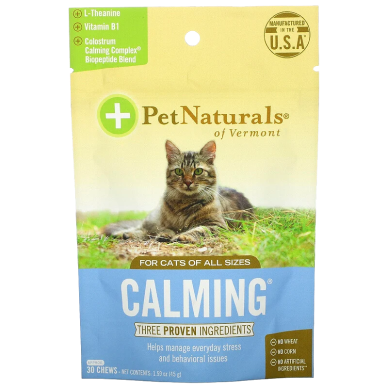 + L-Theanine
+ Vitamin B1
+ Colostrum
Calming Complex®
Biopeptide Blend
MANUFACTURED
IN THE
U.S.A.
PetNaturals®
of Vermont
FOR CATS OF ALL SIZES
CALMING®
THREE PROVEN INGREDIENTS
Helps manage everyday stress
and behavioral issues
NO WHEAT
NO CORN
NO ARTIFICIAL
INGREDIENTS
30 CHEWS